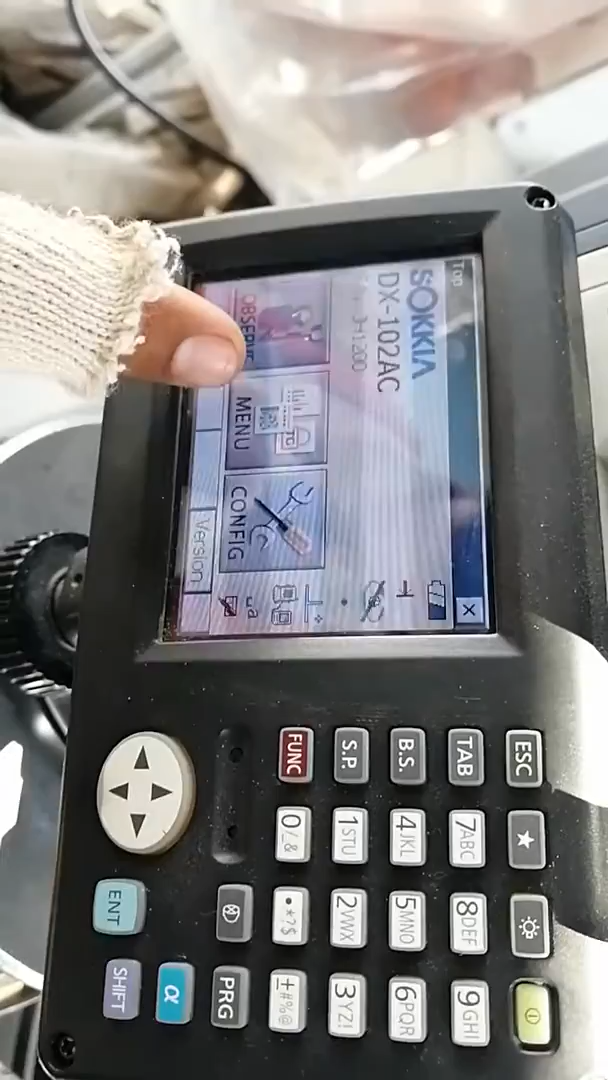 Top
SOKKIA
DX-102AC
MENU
CONFIG
Version
ESC
TAB
7ABC
8DEF
9GHI
B.S.
4JKL
5MNO
6PQR
S.P.
1STU
2VWX
3YZ!
FUNC
0/_&
•*?$
±#%@
PRG
α
ENT
SHIFT